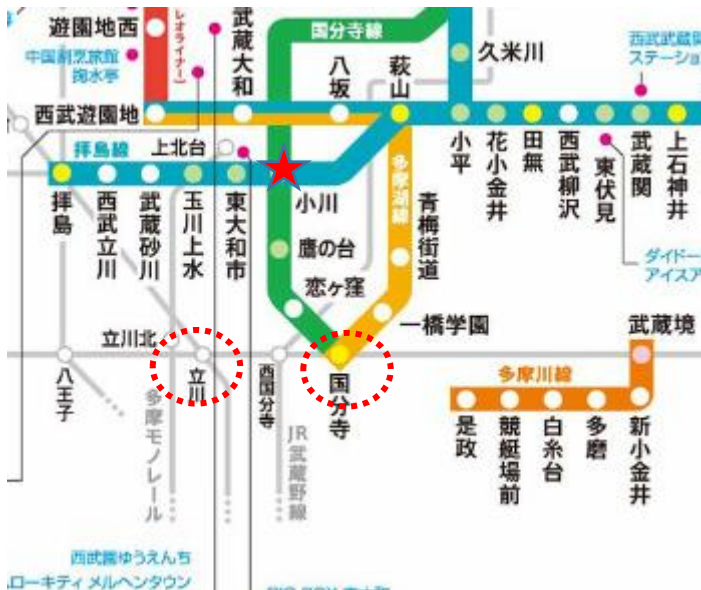 遊園地西
レオライナー)
武蔵大和
国分寺線
久米川
西武武蔵関
ステーション
中国割烹旅館
掬水亭
八坂
萩山
西武遊園地
拝島線
上北台
小平
花小金井
田無
西武柳沢
東伏見
武蔵関
上石神井
拝島
西武立川
武蔵砂川
玉川上水
東大和市
小川
多摩湖線
青梅街道
鷹の台
恋ヶ窪
ダイドー
アイスア
一橋学園
武蔵境
立川北
八王子
立川
西国分寺
国分寺
多摩川線
多摩モノレール
JR武蔵野線
是政
競艇場前
白糸台
多磨
新小金井
西武園ゆうえんち
ローキティ メルヘンタウン